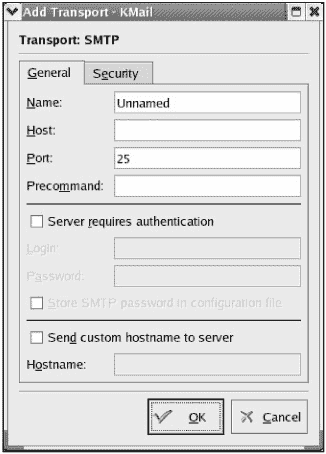 Add Transport - KMail
Transport: SMTP
General Security
Name: Unnamed
Host:
Port: 25
Precommand:
Server requires authentication
Login:
Password:
Store SMTP password in configuration file
Send custom hostname to server
Hostname:
OK Cancel